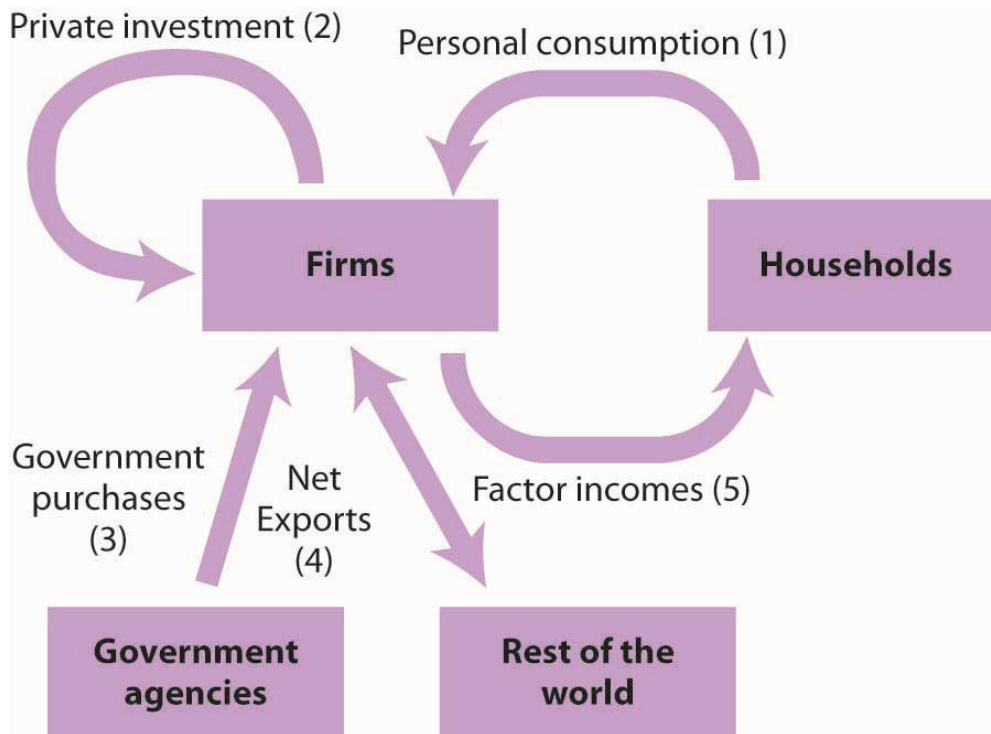 Private investment (2)
Personal consumption (1)
Firms
Households
Government
purchases
(3)
Net
Exports
(4)
Factor incomes (5)
Government
agencies
Rest of the
world